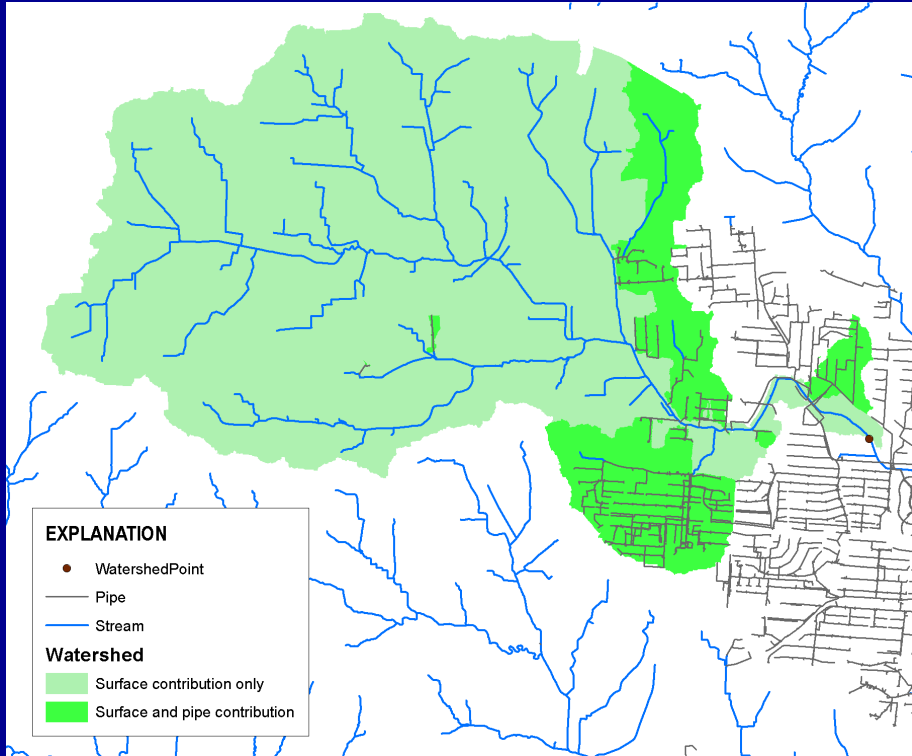 EXPLANATION
WatershedPoint
Pipe
Stream
Watershed
Surface contribution only
Surface and pipe contribution